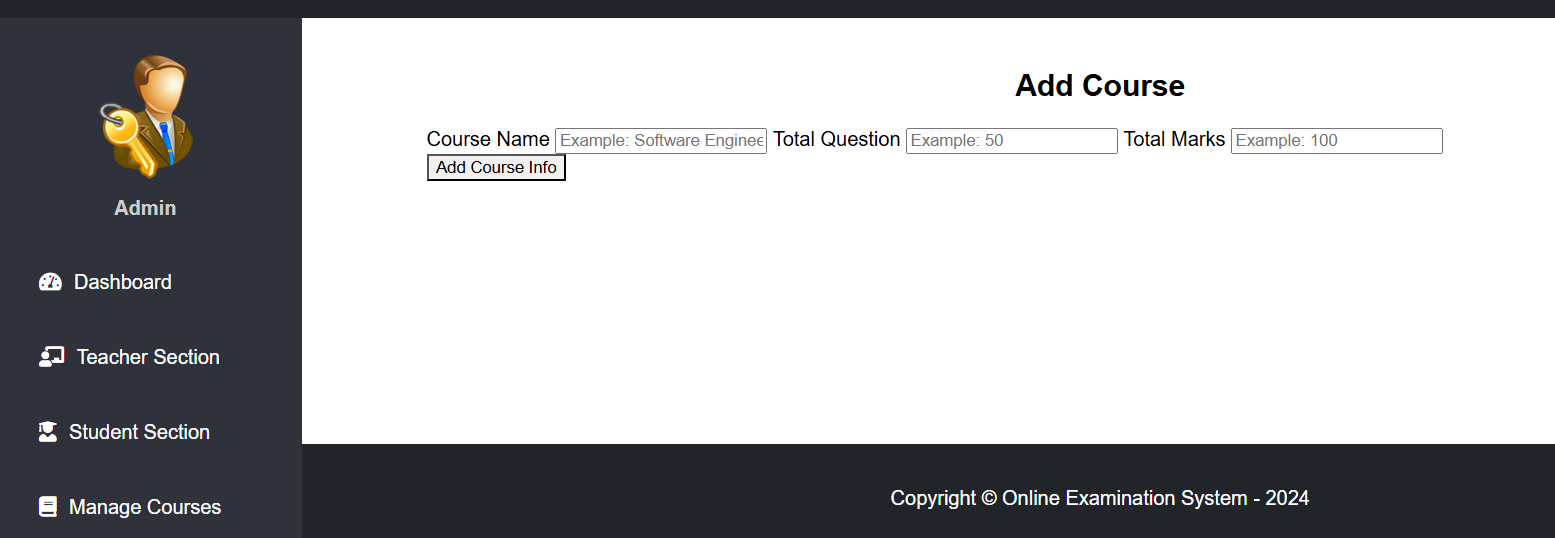 Admin
Dashboard
Teacher Section
Student Section
Manage Courses
Add Course
Course Name Example: Software Enginee Total Question Example: 50 Total Marks Example: 100
Add Course Info
Copyright © Online Examination System - 2024